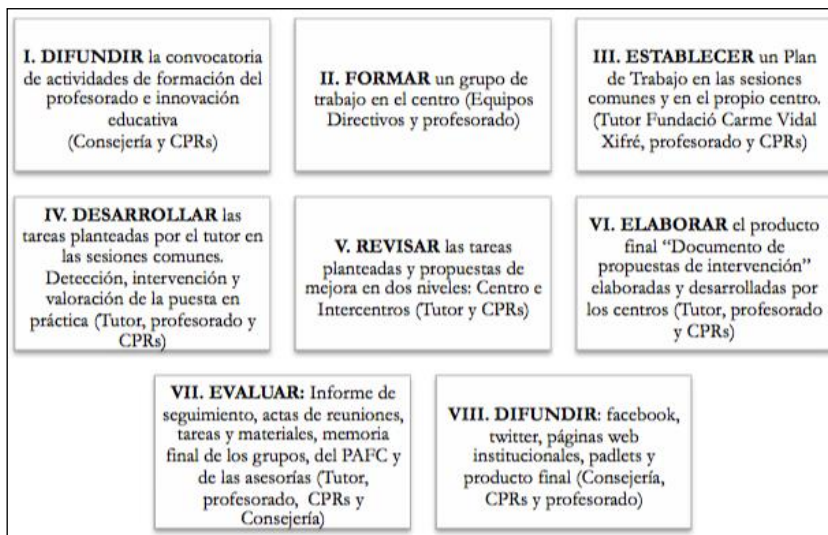 I. DIFUNDIR la convocatoria
de actividades de formación del
profesorado e innovación
educativa
(Consejería y CPRs)
II. FORMAR un grupo de
trabajo en el centro (Equipos
Directivos y profesorado)
III. ESTABLECER un Plan
de Trabajo en las sesiones
comunes y en el propio centro.
(Tutor Fundació Carme Vidal
Xifré, profesorado y CPRs)
IV. DESARROLLAR las
tareas planteadas por el tutor en
las sesiones comunes.
Detección, intervención y
valoración de la puesta en
práctica (Tutor, profesorado y
CPRs)
V. REVISAR las tareas
planteadas y propuestas de
mejora en dos niveles: Centro e
Intercentros (Tutor y CPRs)
VI. ELABORAR el producto
final “Documento de
propuestas de intervención”
elaboradas y desarrolladas por
los centros (Tutor, profesorado
y CPRs)
VII. EVALUAR: Informe de
seguimiento, actas de reuniones,
tareas y materiales, memoria
final de los grupos, del PAFC y
de las asesorías (Tutor,
profesorado, CPRs y
Consejería)
VIII. DIFUNDIR: facebook,
twitter, páginas web
institucionales, padlets y
producto final (Consejería,
CPRs y profesorado)